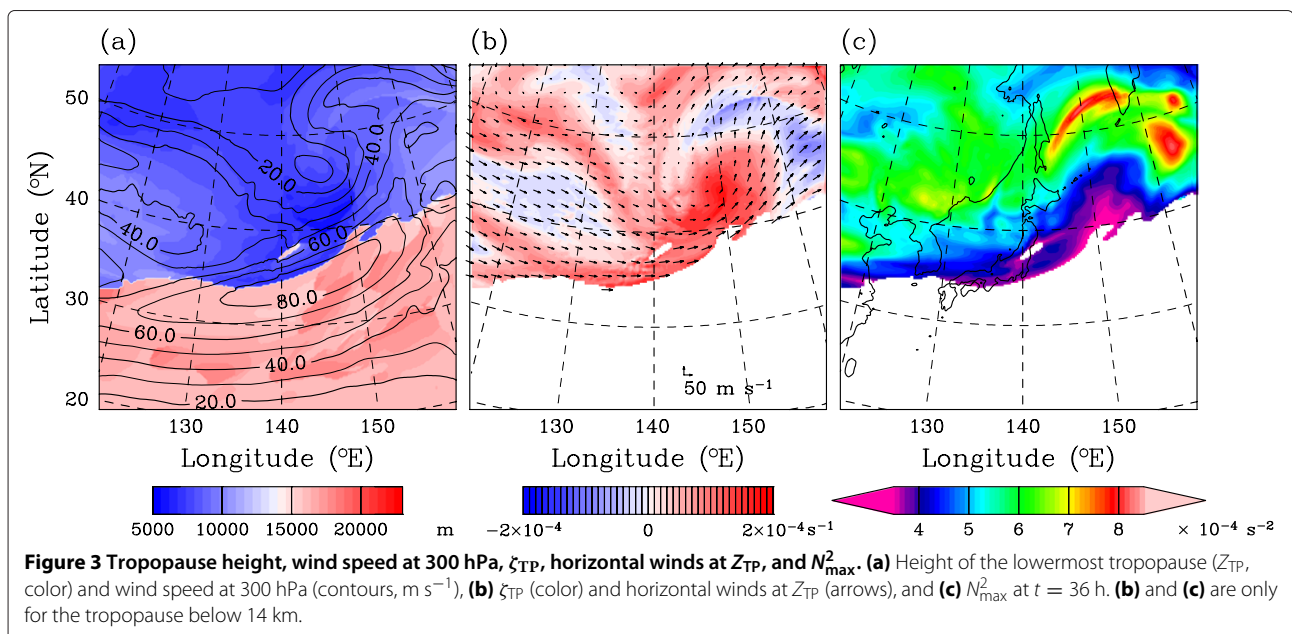 (a)
(b)
(c)
50
40
30
20
Latitude (°N)
20.0
40.0
40.0
60.0
80.0
60.0
40.0
20.0
50 m s⁻¹
130 140 150
130 140 150
130 140 150
Longitude (°E)
Longitude (°E)
Longitude (°E)
5000 10000 15000 20000 m
−2×10⁻⁴ 0 2×10⁻⁴ s⁻¹
4 5 6 7 8 × 10⁻⁴ s⁻²
Figure 3 Tropopause height, wind speed at 300 hPa, ζTP, horizontal winds at ZTP, and N²max. (a) Height of the lowermost tropopause (ZTP,
color) and wind speed at 300 hPa (contours, m s⁻¹), (b) ζTP (color) and horizontal winds at ZTP (arrows), and (c) N²max at t = 36 h. (b) and (c) are only
for the tropopause below 14 km.